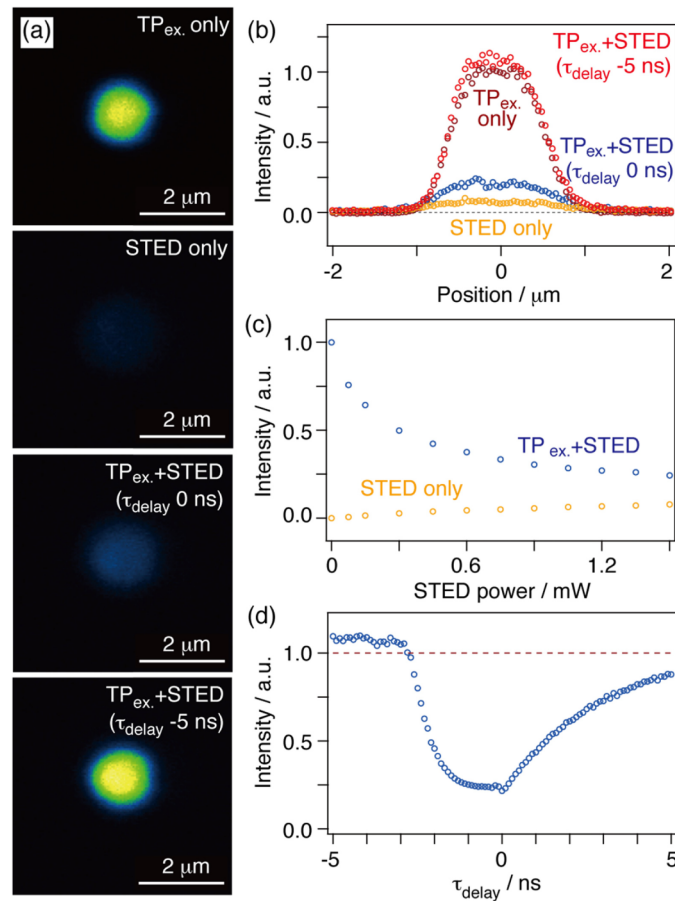 (a)
TPex. only
2 μm
STED only
2 μm
TPex.+STED
(τdelay 0 ns)
2 μm
TPex.+STED
(τdelay -5 ns)
2 μm
(b)
Intensity / a.u.
1.0
0.5
0.0
TPex.+STED
(τdelay -5 ns)
TPex.
only
TPex.+STED
(τdelay 0 ns)
STED only
-2
0
2
Position / μm
(c)
Intensity / a.u.
1.0
0.5
0.0
TP ex.+STED
STED only
0
0.6
1.2
STED power / mW
(d)
Intensity / a.u.
1.0
0.5
0.0
-5
0
5
τdelay / ns